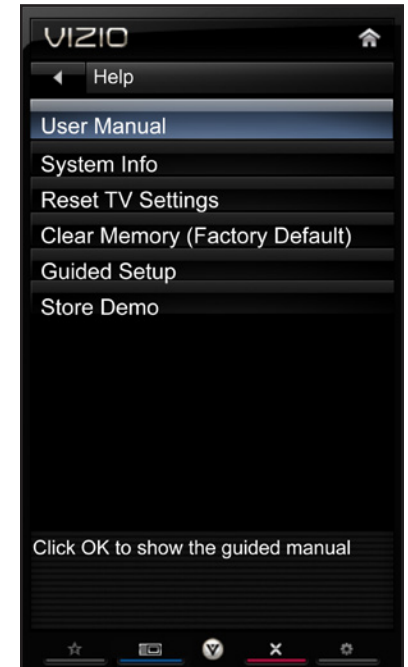 VIZIO
Help
User Manual
System Info
Reset TV Settings
Clear Memory (Factory Default)
Guided Setup
Store Demo
Click OK to show the guided manual